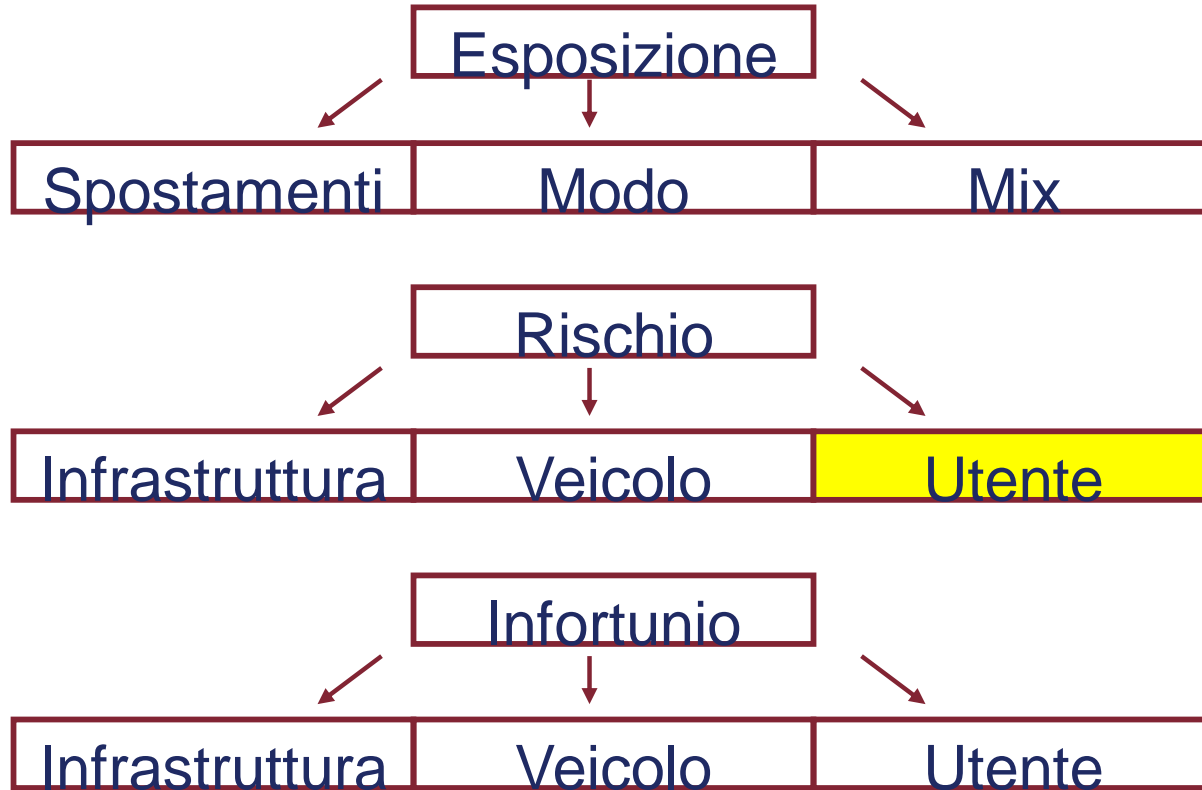 Esposizione
Spostamenti Modo Mix
Rischio
Infrastruttura Veicolo Utente
Infortunio
Infrastruttura Veicolo Utente